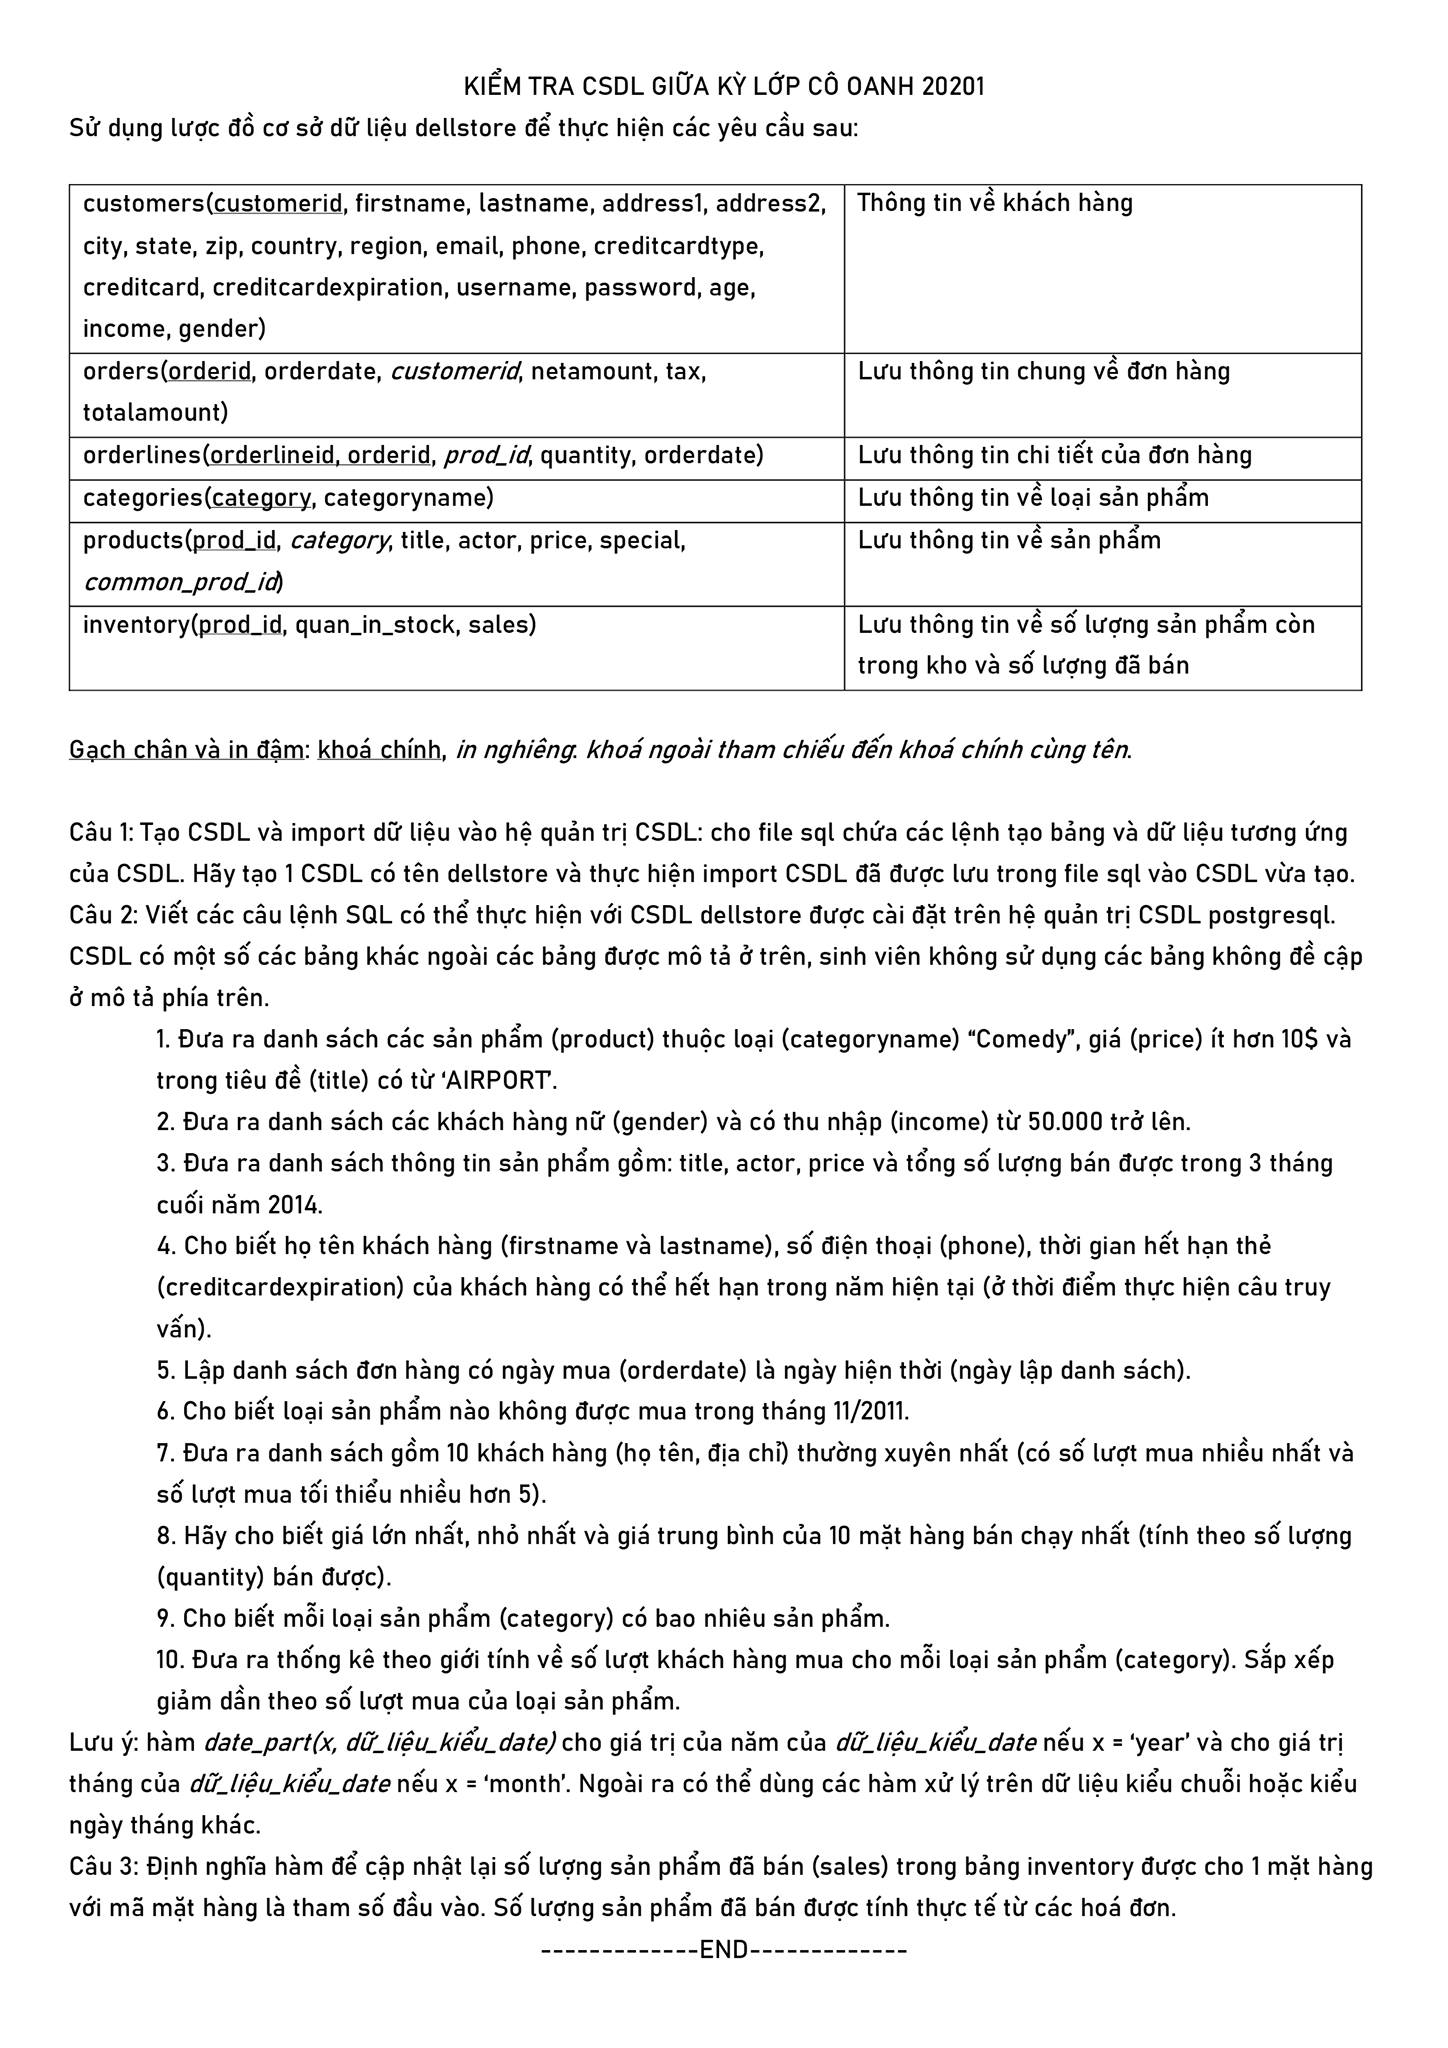 KIỂM TRA CSDL GIỮA KỲ LỚP CÔ OANH 20201
Sử dụng lược đồ cơ sở dữ liệu dellstore để thực hiện các yêu cầu sau:
customers(customerid, firstname, lastname, address1, address2,
city, state, zip, country, region, email, phone, creditcardtype,
creditcard, creditcardexpiration, username, password, age,
income, gender)
Thông tin về khách hàng
orders(orderid, orderdate, customerid, netamount, tax,
totalamount)
Lưu thông tin chung về đơn hàng
orderlines(orderlineid, orderid, prod_id, quantity, orderdate)
Lưu thông tin chi tiết của đơn hàng
categories(category, categoryname)
Lưu thông tin về loại sản phẩm
products(prod_id, category, title, actor, price, special,
common_prod_id)
Lưu thông tin về sản phẩm
inventory(prod_id, quan_in_stock, sales)
Lưu thông tin về số lượng sản phẩm còn
trong kho và số lượng đã bán
Gạch chân và in đậm: khoá chính, in nghiêng: khoá ngoài tham chiếu đến khoá chính cùng tên.
Câu 1: Tạo CSDL và import dữ liệu vào hệ quản trị CSDL: cho file sql chứa các lệnh tạo bảng và dữ liệu tương ứng
của CSDL. Hãy tạo 1 CSDL có tên dellstore và thực hiện import CSDL đã được lưu trong file sql vào CSDL vừa tạo.
Câu 2: Viết các câu lệnh SQL có thể thực hiện với CSDL dellstore được cài đặt trên hệ quản trị CSDL postgresql.
CSDL có một số các bảng khác ngoài các bảng được mô tả ở trên, sinh viên không sử dụng các bảng không đề cập
ở mô tả phía trên.
1. Đưa ra danh sách các sản phẩm (product) thuộc loại (categoryname) “Comedy”, giá (price) ít hơn 10$ và
trong tiêu đề (title) có từ ‘AIRPORT’.
2. Đưa ra danh sách các khách hàng nữ (gender) và có thu nhập (income) từ 50.000 trở lên.
3. Đưa ra danh sách thông tin sản phẩm gồm: title, actor, price và tổng số lượng bán được trong 3 tháng
cuối năm 2014.
4. Cho biết họ tên khách hàng (firstname và lastname), số điện thoại (phone), thời gian hết hạn thẻ
(creditcardexpiration) của khách hàng có thể hết hạn trong năm hiện tại (ở thời điểm thực hiện câu truy
vấn).
5. Lập danh sách đơn hàng có ngày mua (orderdate) là ngày hiện thời (ngày lập danh sách).
6. Cho biết loại sản phẩm nào không được mua trong tháng 11/2011.
7. Đưa ra danh sách gồm 10 khách hàng (họ tên, địa chỉ) thường xuyên nhất (có số lượt mua nhiều nhất và
số lượt mua tối thiểu nhiều hơn 5).
8. Hãy cho biết giá lớn nhất, nhỏ nhất và giá trung bình của 10 mặt hàng bán chạy nhất (tính theo số lượng
(quantity) bán được).
9. Cho biết mỗi loại sản phẩm (category) có bao nhiêu sản phẩm.
10. Đưa ra thống kê theo giới tính về số lượt khách hàng mua cho mỗi loại sản phẩm (category). Sắp xếp
giảm dần theo số lượt mua của loại sản phẩm.
Lưu ý: hàm date_part(x, dữ_liệu_kiểu_date) cho giá trị của năm của dữ_liệu_kiểu_date nếu x = ‘year’ và cho giá trị
tháng của dữ_liệu_kiểu_date nếu x = ‘month’. Ngoài ra có thể dùng các hàm xử lý trên dữ liệu kiểu chuỗi hoặc kiểu
ngày tháng khác.
Câu 3: Định nghĩa hàm để cập nhật lại số lượng sản phẩm đã bán (sales) trong bảng inventory được cho 1 mặt hàng
với mã mặt hàng là tham số đầu vào. Số lượng sản phẩm đã bán được tính thực tế từ các hoá đơn.
-------------END-------------